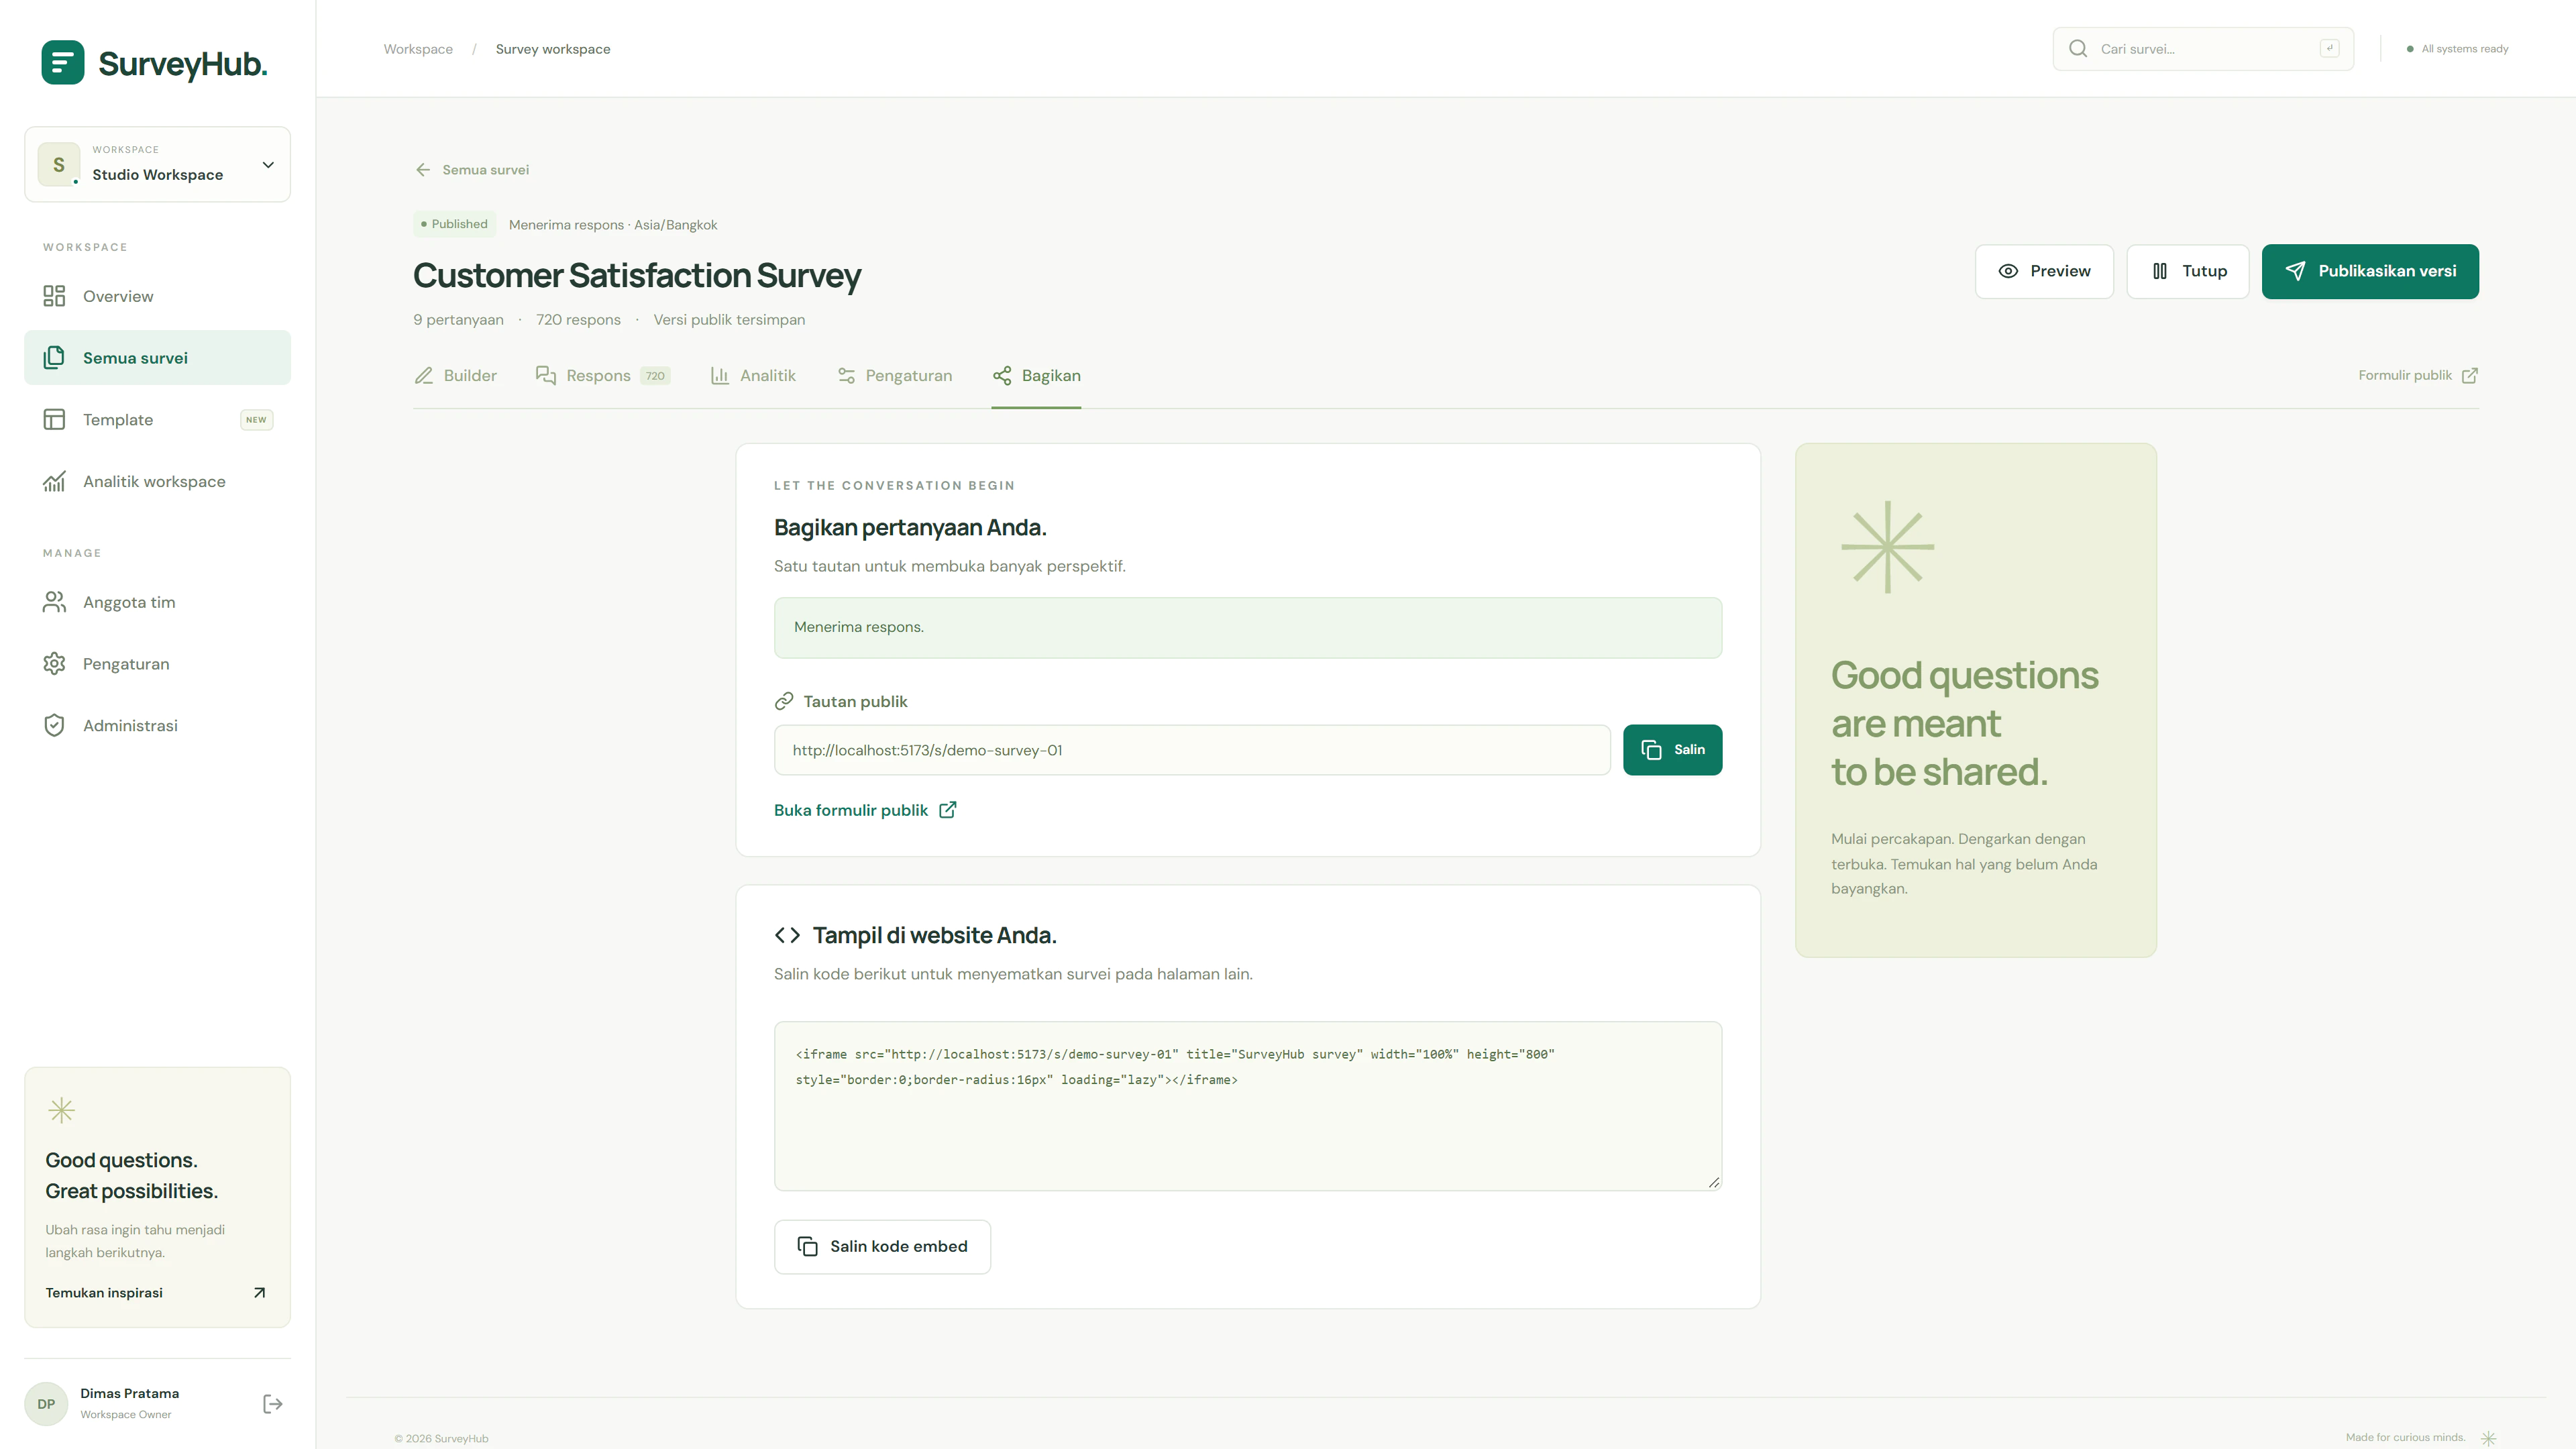 SurveyHub.
S
WORKSPACE
Studio Workspace
WORKSPACE
Overview
Semua survei
Template
NEW
Analitik workspace
MANAGE
Anggota tim
Pengaturan
Administrasi
Good questions.
Great possibilities.
Ubah rasa ingin tahu menjadi
langkah berikutnya.
Temukan inspirasi
DP
Dimas Pratama
Workspace Owner
Workspace / Survey workspace
Cari survei...
All systems ready
Semua survei
Published
Menerima respons · Asia/Bangkok
Customer Satisfaction Survey
9 pertanyaan · 720 respons · Versi publik tersimpan
Preview
Tutup
Publikasikan versi
Builder
Respons 720
Analitik
Pengaturan
Bagikan
Formulir publik
LET THE CONVERSATION BEGIN
Bagikan pertanyaan Anda.
Satu tautan untuk membuka banyak perspektif.
Menerima respons.
Tautan publik
http://localhost:5173/s/demo-survey-01
Salin
Buka formulir publik
Tampil di website Anda.
Salin kode berikut untuk menyematkan survei pada halaman lain.
<iframe src="http://localhost:5173/s/demo-survey-01" title="SurveyHub survey" width="100%" height="800"
style="border:0;border-radius:16px" loading="lazy"></iframe>
Salin kode embed
Good questions
are meant
to be shared.
Mulai percakapan. Dengarkan dengan
terbuka. Temukan hal yang belum Anda
bayangkan.
© 2026 SurveyHub
Made for curious minds.